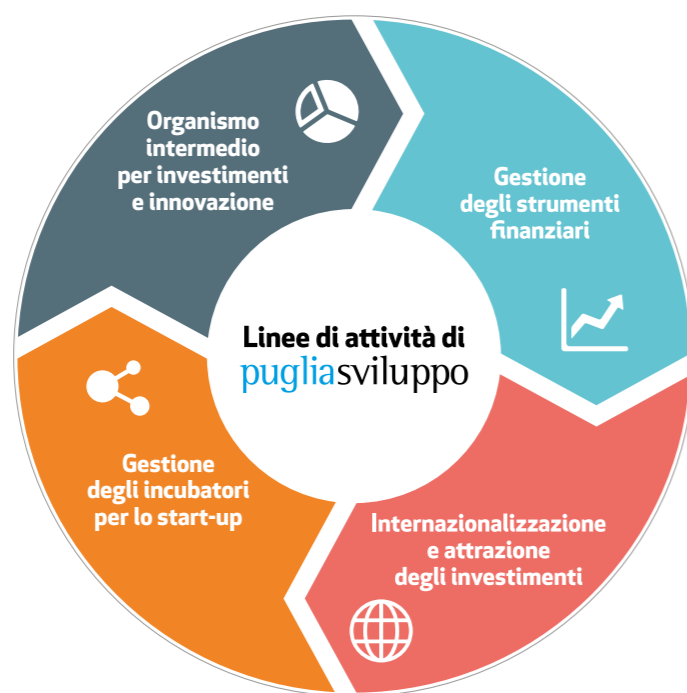 Organismo
intermedio
per investimenti
e innovazione
Gestione
degli strumenti
finanziari
Linee di attività di
pugliasviluppo
Gestione
degli incubatori
per lo start-up
Internazionalizzazione
e attrazione
degli investimenti